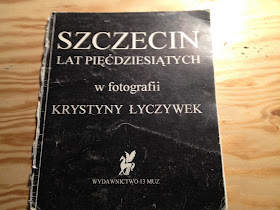 SZCZECIN
LAT PIĘĆDZIESIĄTYCH
w fotografii
KRYSTYNY ŁYCZYWEK
WYDAWNICTWO 13 MUZ